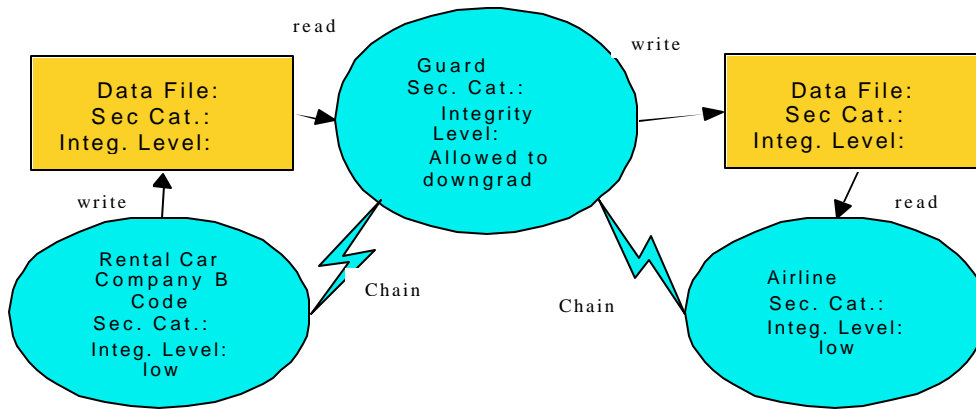 read
write
Guard
Sec. Cat.:
Integrity
Level:
Allowed to
downgrad
Data File:
Sec Cat.:
Integ. Level:
Data File:
Sec Cat.:
Integ. Level:
write
read
Rental Car
Company B
Code
Sec. Cat.:
Integ. Level:
low
Chain
Chain
Airline
Sec. Cat.:
Integ. Level:
low